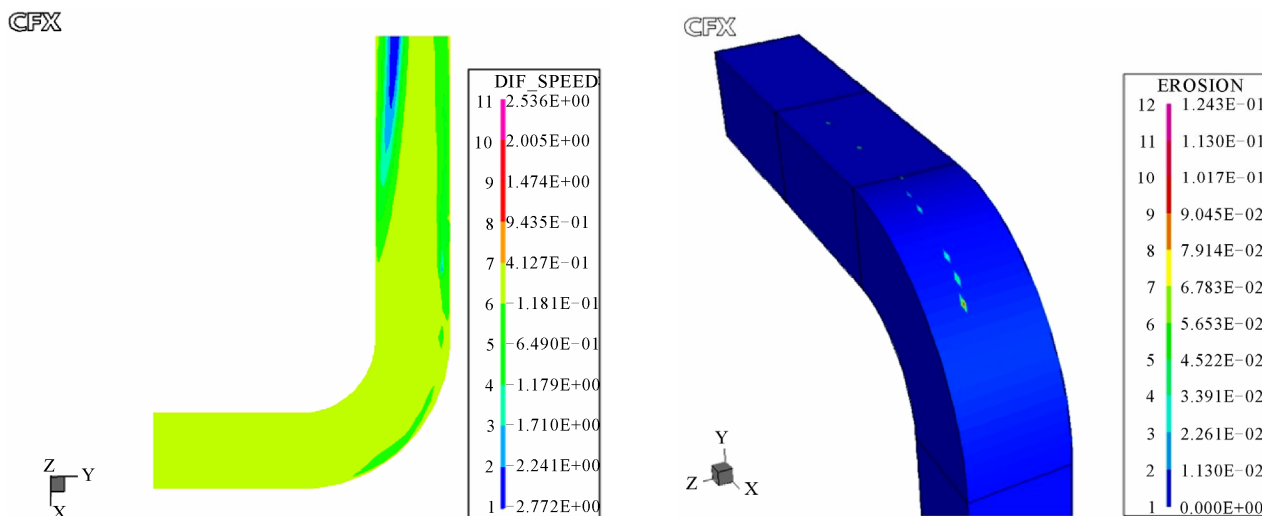 CFX
DIF_SPEED
11 2.536E+00
10 2.005E+00
9 1.474E+00
8 9.435E−01
7 4.127E−01
6 −1.181E−01
5 −6.490E−01
4 −1.179E+00
3 −1.710E+00
2 −2.241E+00
1 −2.772E+00
Z
Y
X
CFX
EROSION
12 1.243E−01
11 1.130E−01
10 1.017E−01
9 9.045E−02
8 7.914E−02
7 6.783E−02
6 5.653E−02
5 4.522E−02
4 3.391E−02
3 2.261E−02
2 1.130E−02
1 0.000E+00
Y
Z
X